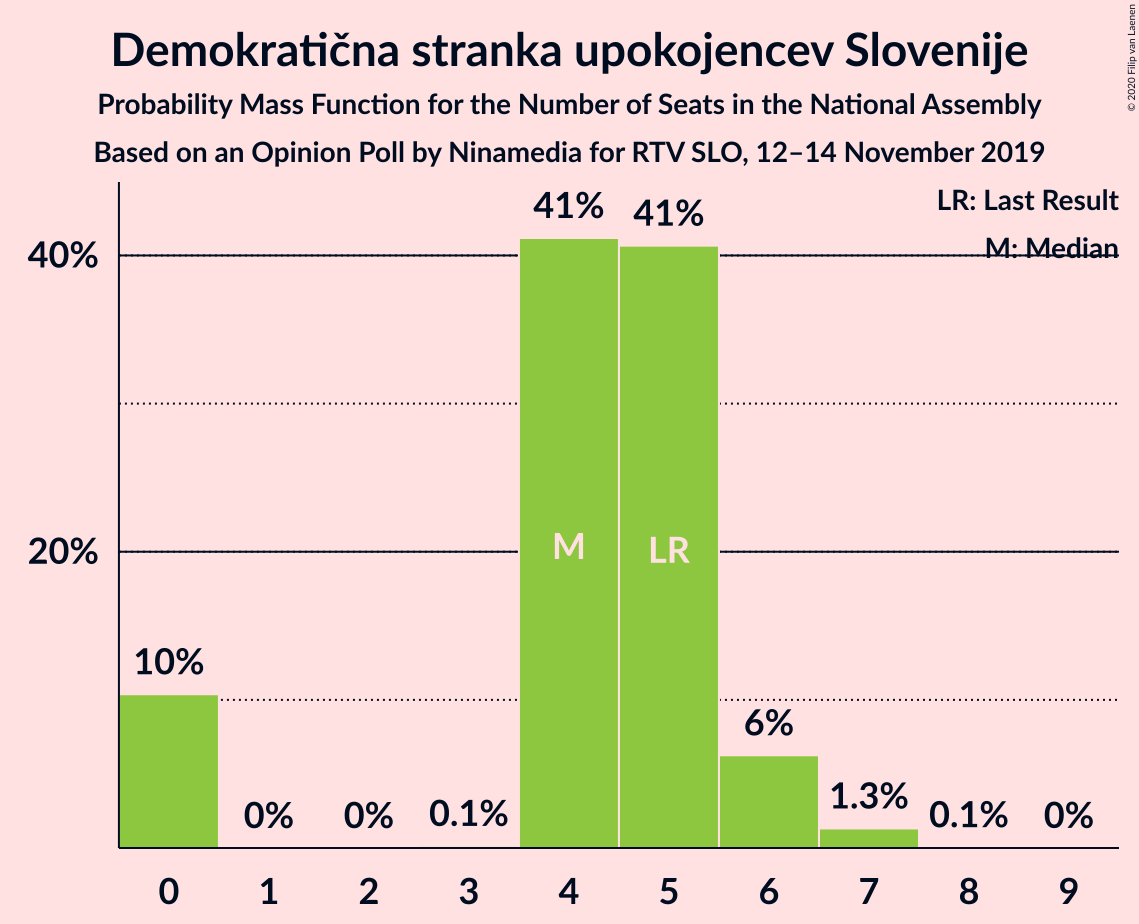 Demokratična stranka upokojencev Slovenije
Probability Mass Function for the Number of Seats in the National Assembly
Based on an Opinion Poll by Ninamedia for RTV SLO, 12–14 November 2019
© 2020 Filip van Laenen
LR: Last Result
M: Median
41%
41%
40%
M
LR
20%
10%
6%
1.3%
0%
0%
0.1%
0.1%
0%
0 1 2 3 4 5 6 7 8 9